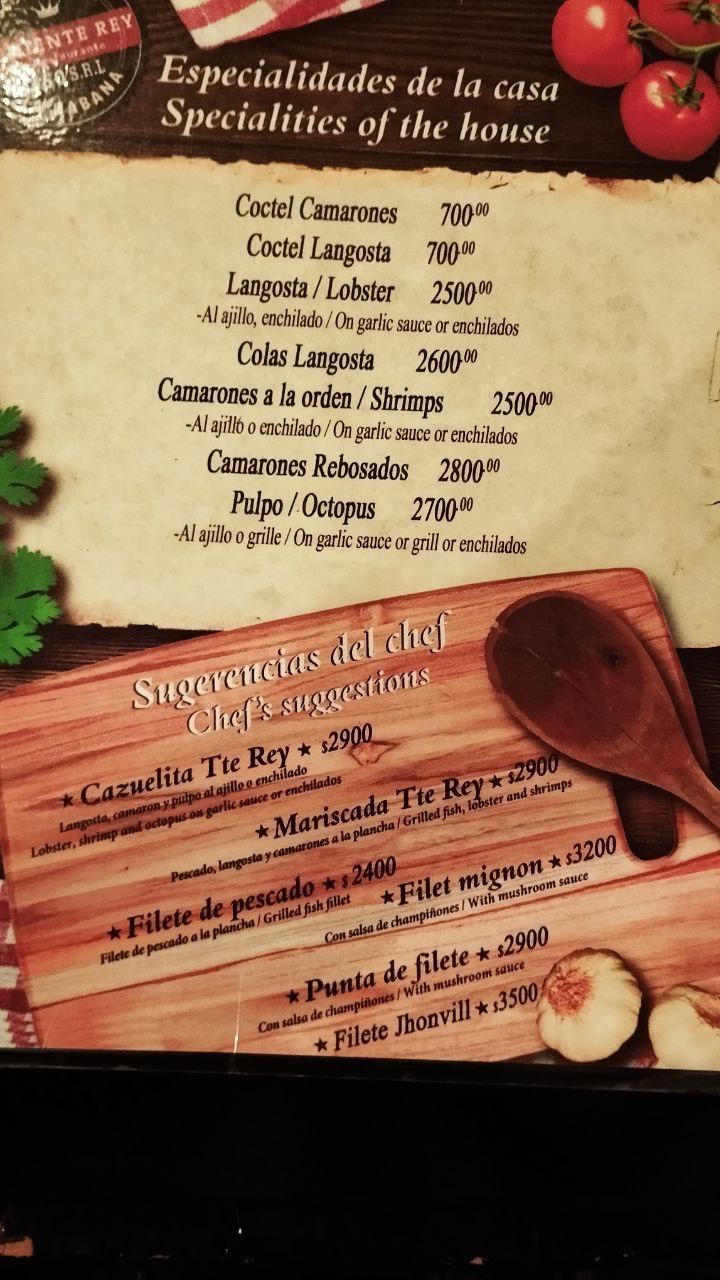 TENTE REY
S.R.L
HABANA
Especialidades de la casa
Specialities of the house
Coctel Camarones 700.00
Coctel Langosta 700.00
Langosta / Lobster 2500.00
-Al ajillo, enchilado / On garlic sauce or enchilados
Colas Langosta 2600.00
Camarones a la orden / Shrimps 2500.00
-Al ajillo o enchilado / On garlic sauce or enchilados
Camarones Rebosados 2800.00
Pulpo / Octopus 2700.00
-Al ajillo o grille / On garlic sauce or grill or enchilados
Sugerencias del chef
Chef's suggestions
★ Cazuelita Tte Rey ★ $2900
Langosta, camaron y pulpo al ajillo o enchilado
Lobster, shrimp and octopus on garlic sauce or enchilados
★ Mariscada Tte Rey ★ $2900
Pescado, langosta y camarones a la plancha / Grilled fish, lobster and shrimps
★ Filete de pescado ★ $2400
Filete de pescado a la plancha / Grilled fish fillet
★ Filet mignon ★ $3200
Con salsa de champiñones / With mushroom sauce
★ Punta de filete ★ $2900
Con salsa de champiñones / With mushroom sauce
★ Filete Jhonvill ★ $3500